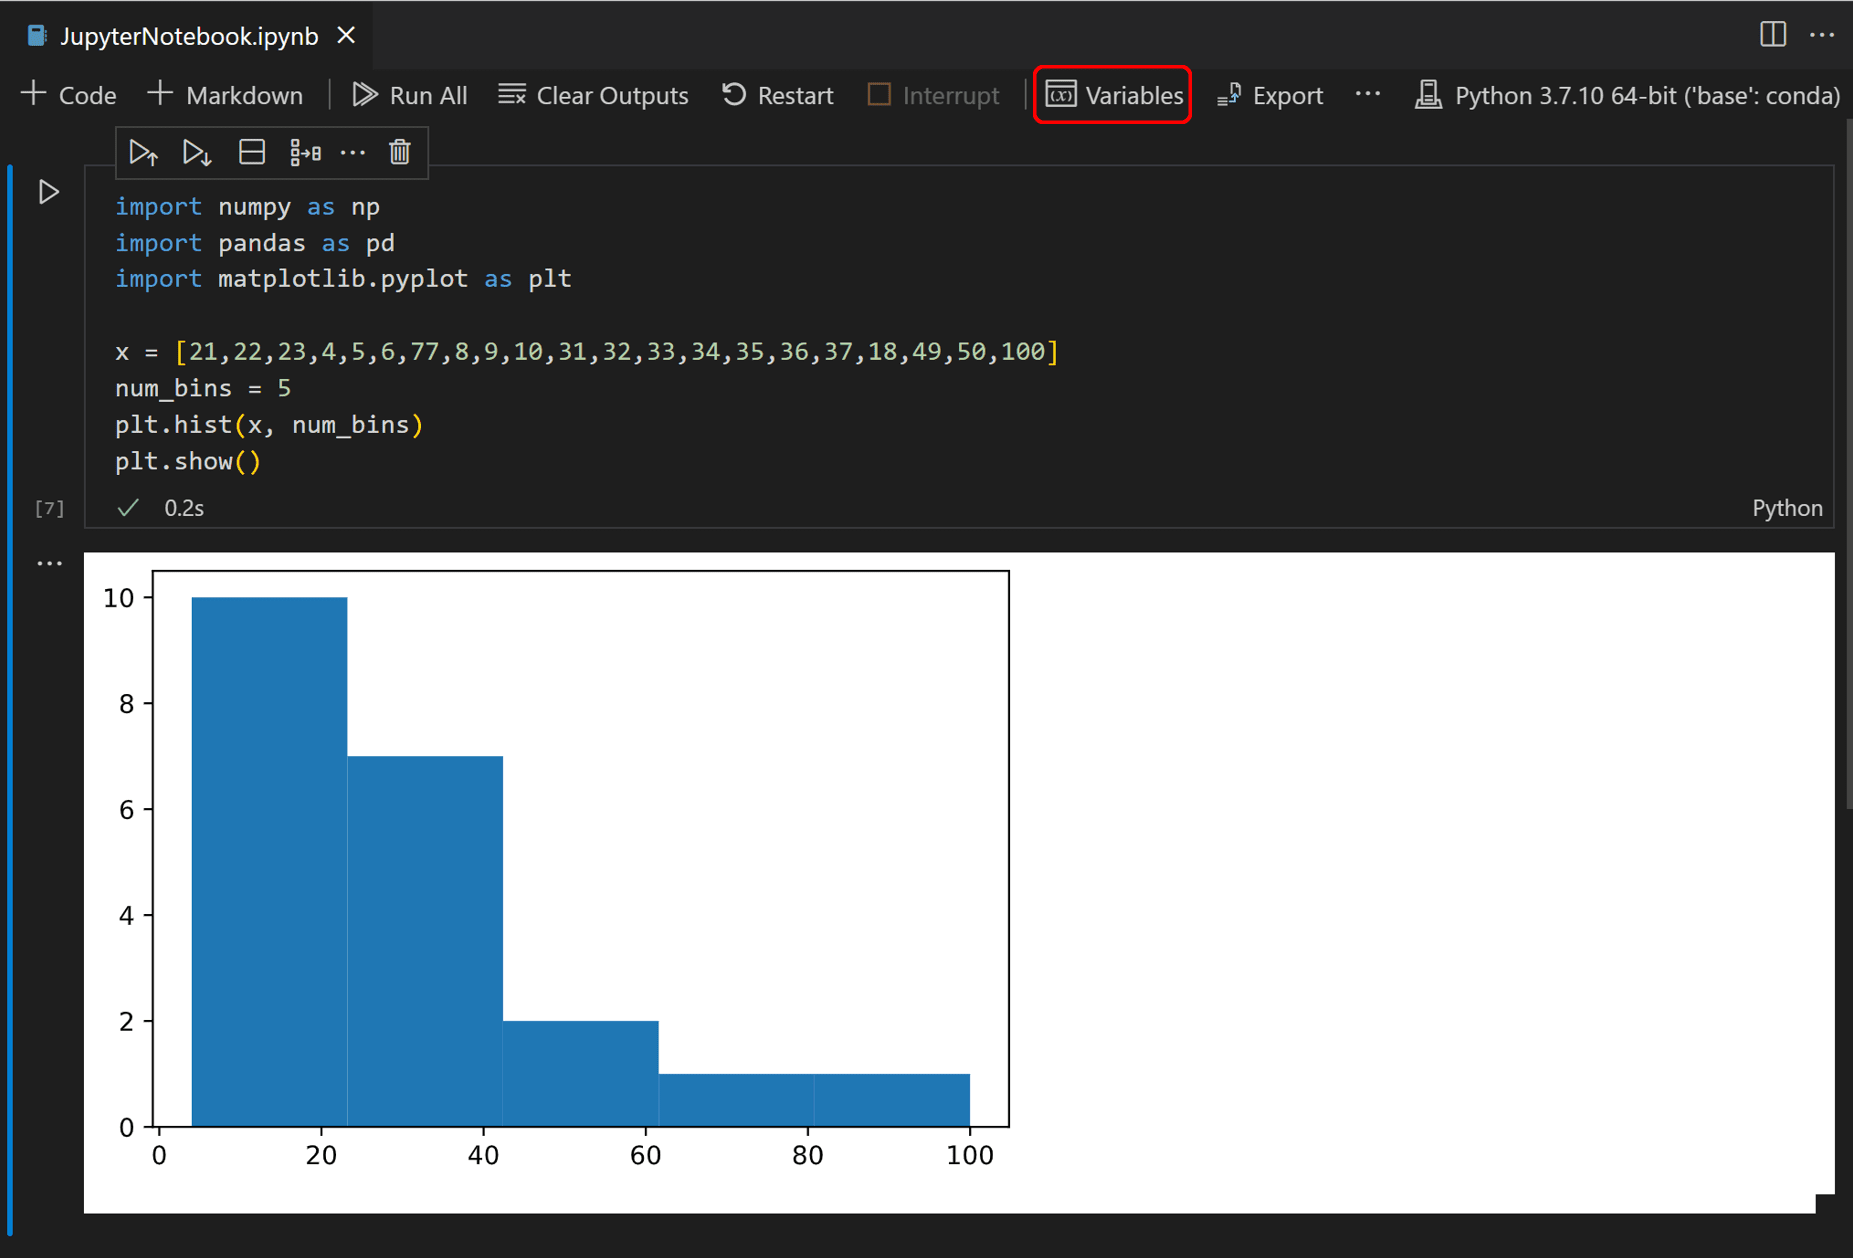 JupyterNotebook.ipynb
Code Markdown Run All Clear Outputs Restart Interrupt Variables Export ... Python 3.7.10 64-bit ('base': conda)
import numpy as np
import pandas as pd
import matplotlib.pyplot as plt
x = [21,22,23,4,5,6,77,8,9,10,31,32,33,34,35,36,37,18,49,50,100]
num_bins = 5
plt.hist(x, num_bins)
plt.show()
[7] 0.2s Python
10
8
6
4
2
0
0 20 40 60 80 100